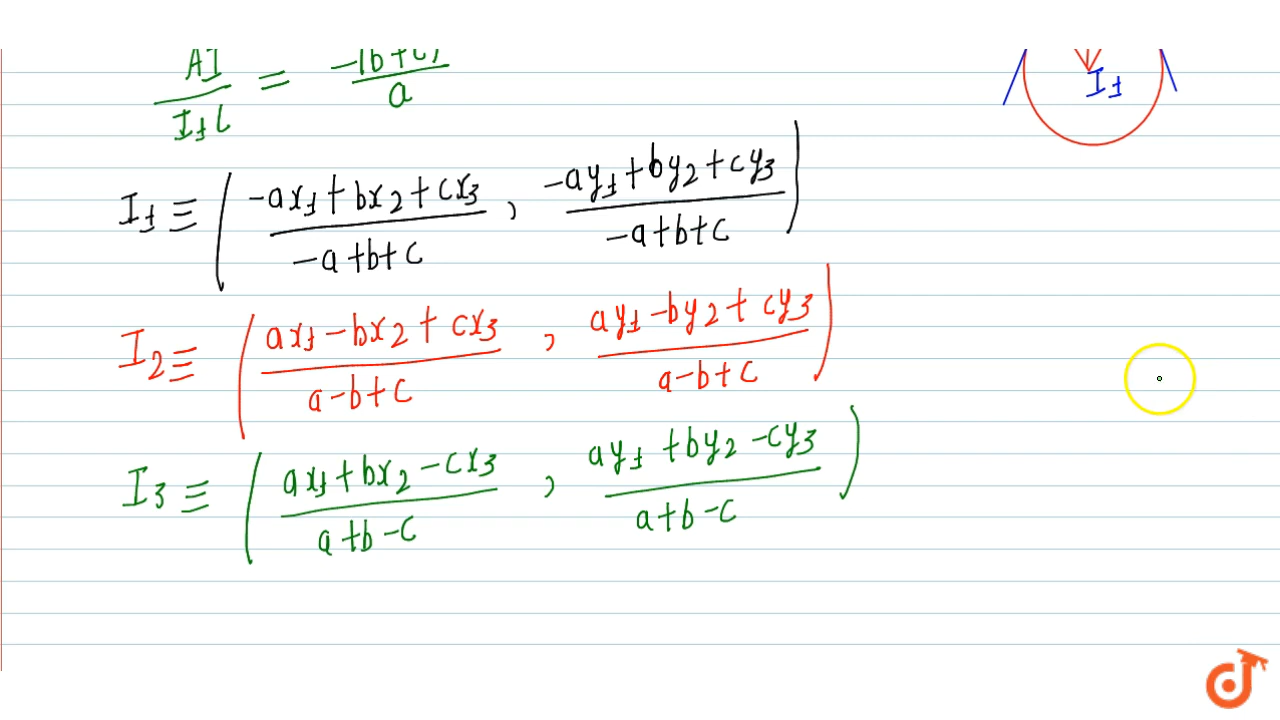 AI / I₁C = -(b+c) / a
I₁
I₁ ≡ ( (-ax₁+bx₂+cx₃) / (-a+b+c) , (-ay₁+by₂+cy₃) / (-a+b+c) )
I₂ ≡ ( (ax₁-bx₂+cx₃) / (a-b+c) , (ay₁-by₂+cy₃) / (a-b+c) )
I₃ ≡ ( (ax₁+bx₂-cx₃) / (a+b-c) , (ay₁+by₂-cy₃) / (a+b-c) )